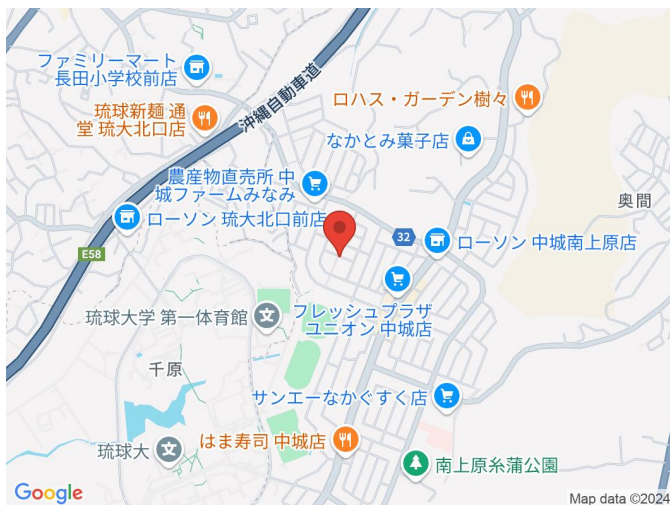 ファミリーマート
長田小学校前店
沖縄自動車道
琉球新麺 通
堂 琉大北口店
ロハス・ガーデン樹々
なかとみ菓子店
農産物直売所 中
城ファームみなみ
奥間
ローソン 琉大北口前店
32
ローソン 中城南上原店
E58
フレッシュプラザ
ユニオン 中城店
琉球大学 第一体育館
千原
サンエーなかぐすく店
はま寿司 中城店
琉球大
南上原糸蒲公園
Google
Map data ©2024